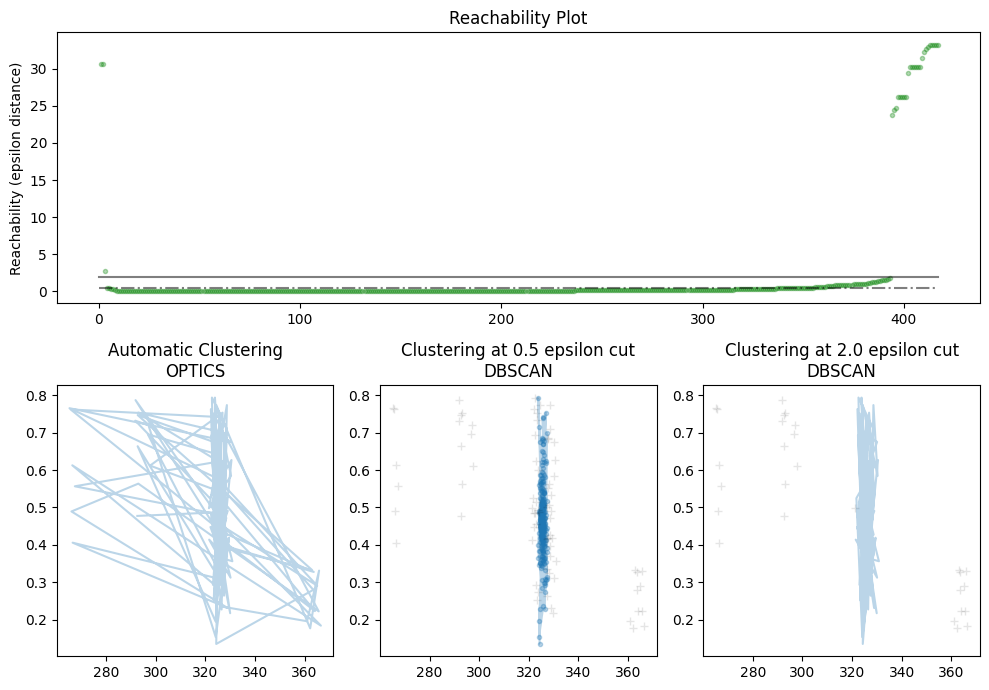 Reachability Plot
Reachability (epsilon distance)
30
25
20
15
10
5
0
0 100 200 300 400
Automatic Clustering
OPTICS
0.8
0.7
0.6
0.5
0.4
0.3
0.2
280 300 320 340 360
Clustering at 0.5 epsilon cut
DBSCAN
0.8
0.7
0.6
0.5
0.4
0.3
0.2
280 300 320 340 360
Clustering at 2.0 epsilon cut
DBSCAN
0.8
0.7
0.6
0.5
0.4
0.3
0.2
280 300 320 340 360